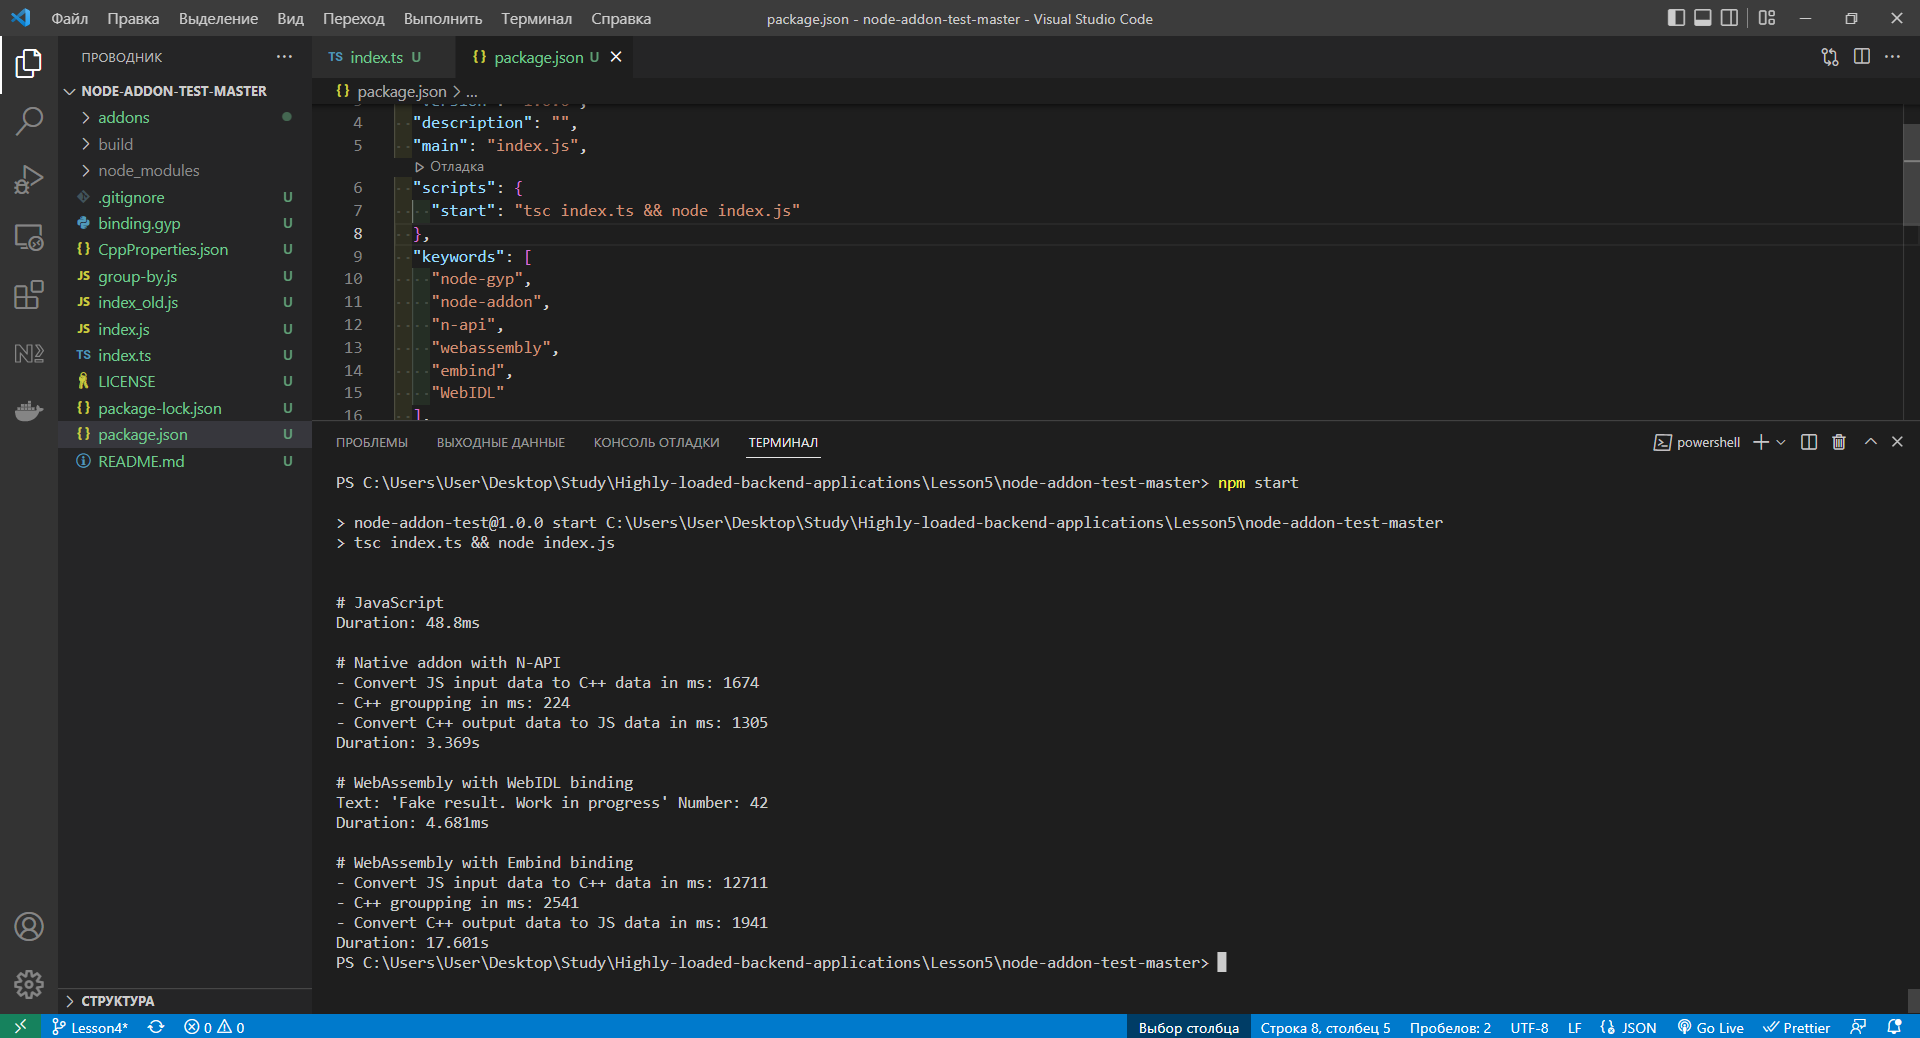 Файл Правка Выделение Вид Переход Выполнить Терминал Справка
package.json - node-addon-test-master - Visual Studio Code
ПРОВОДНИК
NODE-ADDON-TEST-MASTER
addons
build
node_modules
.gitignore U
binding.gyp U
{} CppProperties.json U
JS group-by.js U
JS index_old.js U
JS index.js U
TS index.ts U
LICENSE U
{} package-lock.json U
{} package.json U
README.md U
СТРУКТУРА
TS index.ts U
{} package.json U
{} package.json > ...
4 "description": "",
5 "main": "index.js",
Отладка
6 "scripts": {
7 "start": "tsc index.ts && node index.js"
8 },
9 "keywords": [
10 "node-gyp",
11 "node-addon",
12 "n-api",
13 "webassembly",
14 "embind",
15 "WebIDL"
16 ],
ПРОБЛЕМЫ ВЫХОДНЫЕ ДАННЫЕ КОНСОЛЬ ОТЛАДКИ ТЕРМИНАЛ
powershell
PS C:\Users\User\Desktop\Study\Highly-loaded-backend-applications\Lesson5\node-addon-test-master> npm start
> node-addon-test@1.0.0 start C:\Users\User\Desktop\Study\Highly-loaded-backend-applications\Lesson5\node-addon-test-master
> tsc index.ts && node index.js
# JavaScript
Duration: 48.8ms
# Native addon with N-API
- Convert JS input data to C++ data in ms: 1674
- C++ groupping in ms: 224
- Convert C++ output data to JS data in ms: 1305
Duration: 3.369s
# WebAssembly with WebIDL binding
Text: 'Fake result. Work in progress' Number: 42
Duration: 4.681ms
# WebAssembly with Embind binding
- Convert JS input data to C++ data in ms: 12711
- C++ groupping in ms: 2541
- Convert C++ output data to JS data in ms: 1941
Duration: 17.601s
PS C:\Users\User\Desktop\Study\Highly-loaded-backend-applications\Lesson5\node-addon-test-master>
Lesson4* 0 0 Выбор столбца Строка 8, столбец 5 Пробелов: 2 UTF-8 LF JSON Go Live Prettier